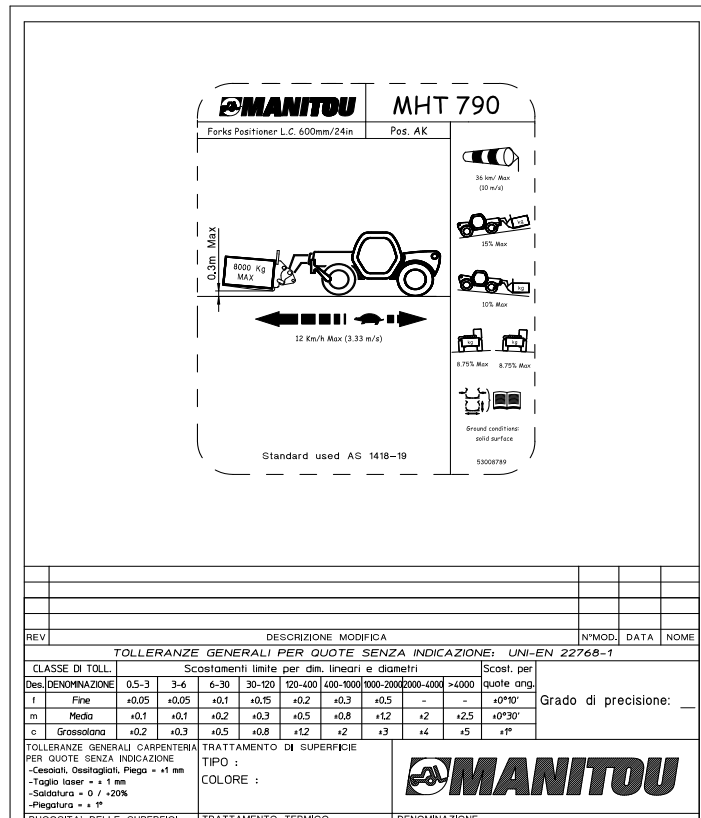 MANITOU
MHT 790
Forks Positioner L.C. 600mm/24in
Pos. AK
36 km/ Max
(10 m/s)
kg
15% Max
kg
10% Max
kg kg
8.75% Max 8.75% Max
Ground conditions:
solid surface
53008789
0.3m Max
8000 Kg
MAX
12 Km/h Max (3.33 m/s)
Standard used AS 1418-19
REV DESCRIZIONE MODIFICA N°MOD. DATA NOME
TOLLERANZE GENERALI PER QUOTE SENZA INDICAZIONE: UNI-EN 22768-1
CLASSE DI TOLL. Scostamenti limite per dim. lineari e diametri Scost. per
Des. DENOMINAZIONE 0.5-3 3-6 6-30 30-120 120-400 400-1000 1000-2000 2000-4000 >4000 quote ang.
f Fine ±0.05 ±0.05 ±0.1 ±0.15 ±0.2 ±0.3 ±0.5 - - ±0°10'
m Media ±0.1 ±0.1 ±0.2 ±0.3 ±0.5 ±0.8 ±1.2 ±2 ±2.5 ±0°30'
c Grossolana ±0.2 ±0.3 ±0.5 ±0.8 ±1.2 ±2 ±3 ±4 ±5 ±1°
Grado di precisione: __
TOLLERANZE GENERALI CARPENTERIA
PER QUOTE SENZA INDICAZIONE
-Cesoiati, Ossitagliati, Piega = ±1 mm
-Taglio laser = ± 1 mm
-Saldatura = 0 / +20%
-Piegatura = ± 1°
TRATTAMENTO DI SUPERFICIE
TIPO :
COLORE :
MANITOU
TRATTAMENTO TERMICO
DENOMINAZIONE